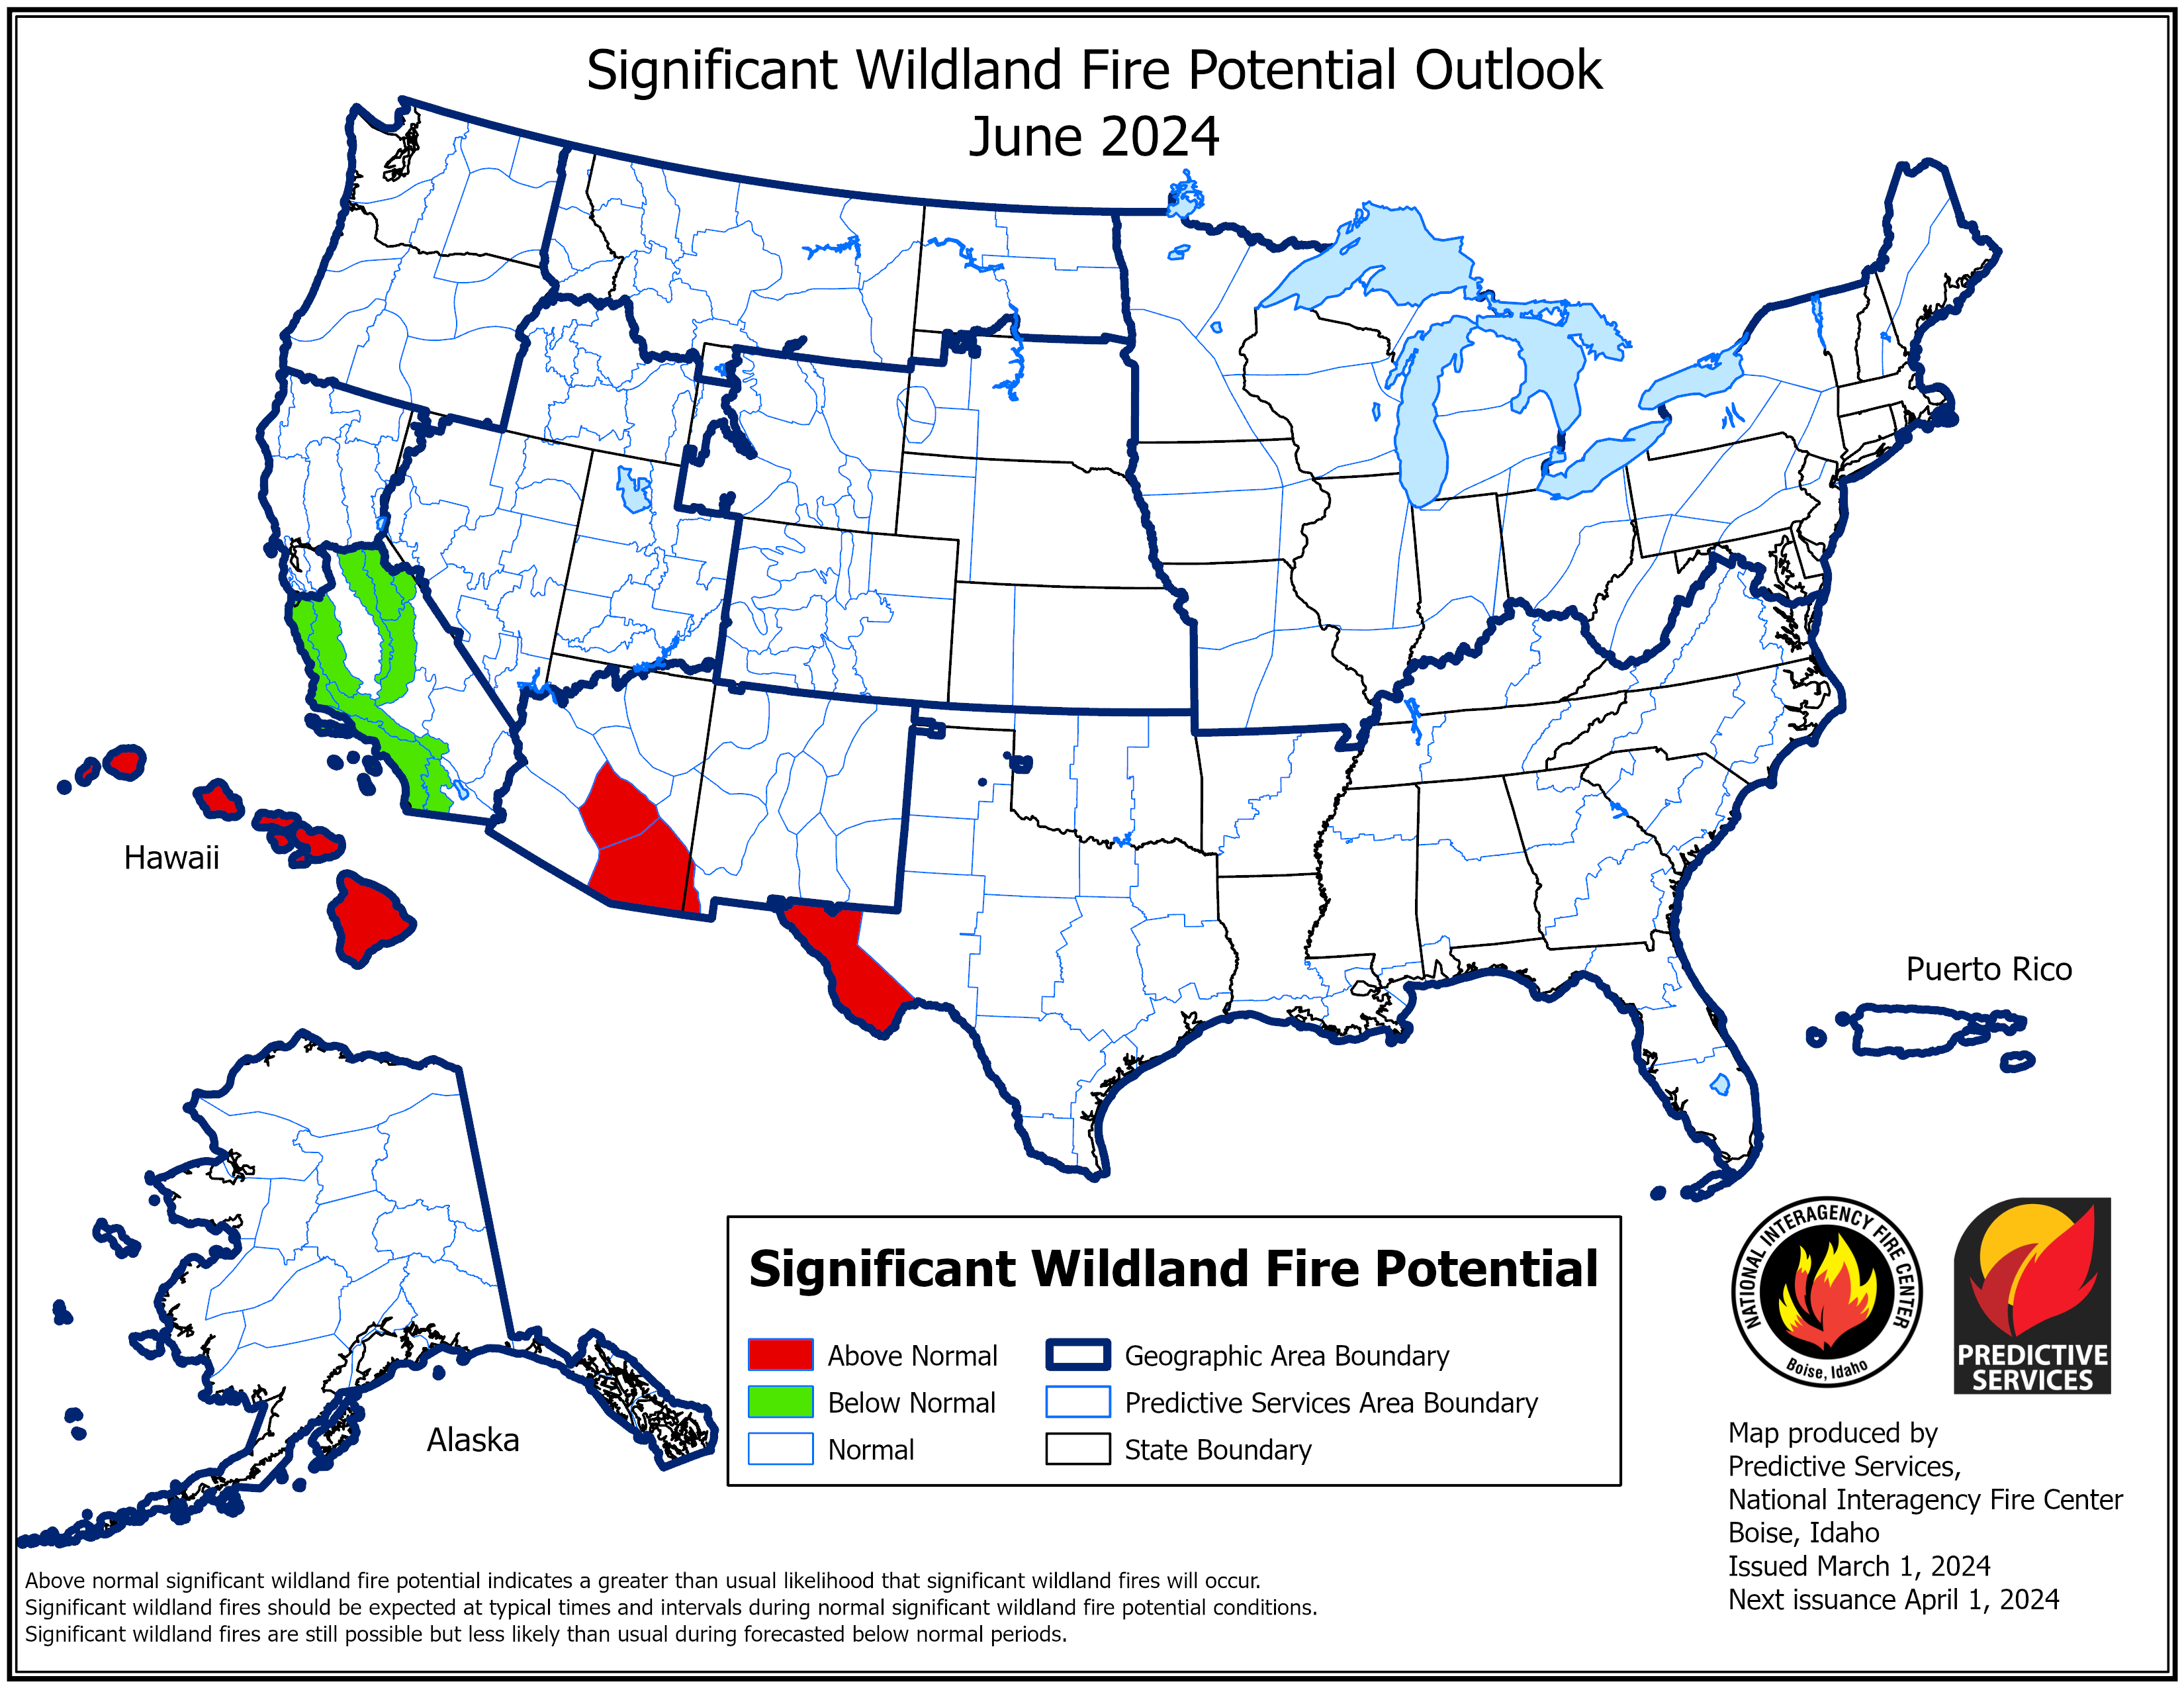 Significant Wildland Fire Potential Outlook
June 2024
Hawaii
Puerto Rico
Alaska
Significant Wildland Fire Potential
Above Normal
Below Normal
Normal
Geographic Area Boundary
Predictive Services Area Boundary
State Boundary
NATIONAL INTERAGENCY FIRE CENTER
Boise, Idaho
PREDICTIVE
SERVICES
Map produced by
Predictive Services,
National Interagency Fire Center
Boise, Idaho
Issued March 1, 2024
Next issuance April 1, 2024
Above normal significant wildland fire potential indicates a greater than usual likelihood that significant wildland fires will occur.
Significant wildland fires should be expected at typical times and intervals during normal significant wildland fire potential conditions.
Significant wildland fires are still possible but less likely than usual during forecasted below normal periods.